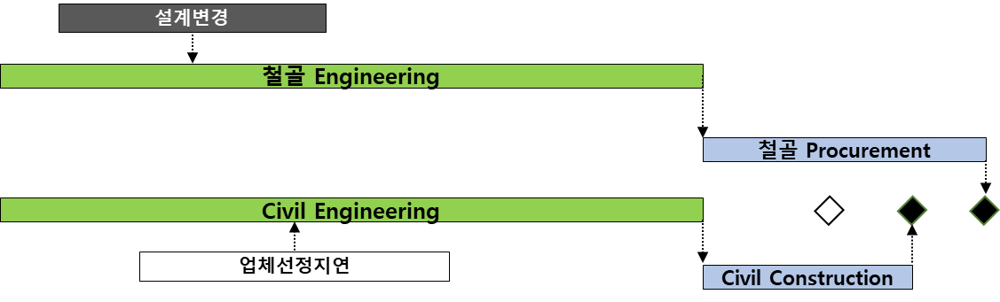 설계변경
철골 Engineering
철골 Procurement
Civil Engineering
업체선정지연
Civil Construction